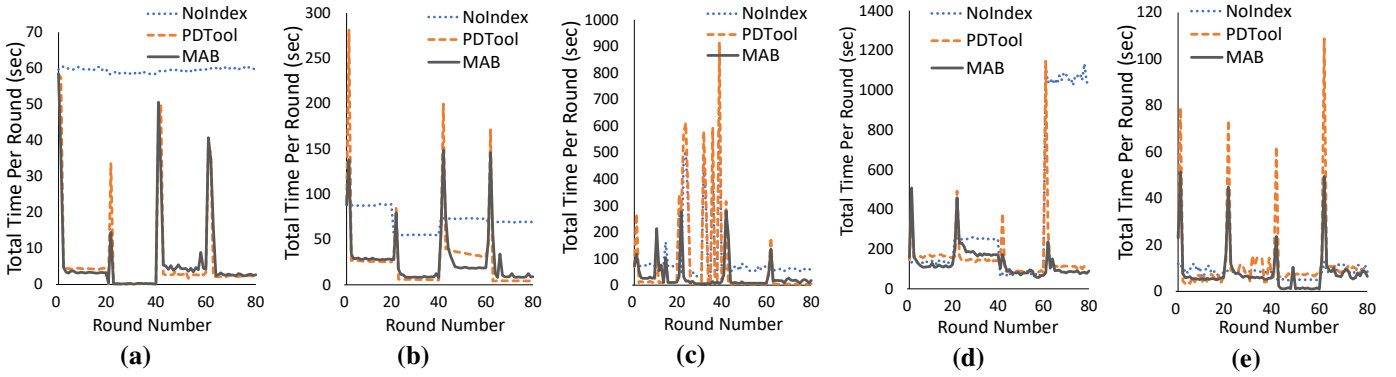 NoIndex
PDTool
MAB
Total Time Per Round (sec)
70
60
50
40
30
20
10
0
0 20 40 60 80
Round Number
(a)
NoIndex
PDTool
MAB
Total Time Per Round (sec)
300
250
200
150
100
50
0
0 20 40 60 80
Round Number
(b)
NoIndex
PDTool
MAB
Total Time Per Round (sec)
1000
900
800
700
600
500
400
300
200
100
0
0 20 40 60 80
Round Number
(c)
NoIndex
PDTool
MAB
Total Time Per Round (sec)
1400
1200
1000
800
600
400
200
0
0 20 40 60 80
Round Number
(d)
NoIndex
PDTool
MAB
Total Time Per Round (sec)
120
100
80
60
40
20
0
0 20 40 60 80
Round Number
(e)